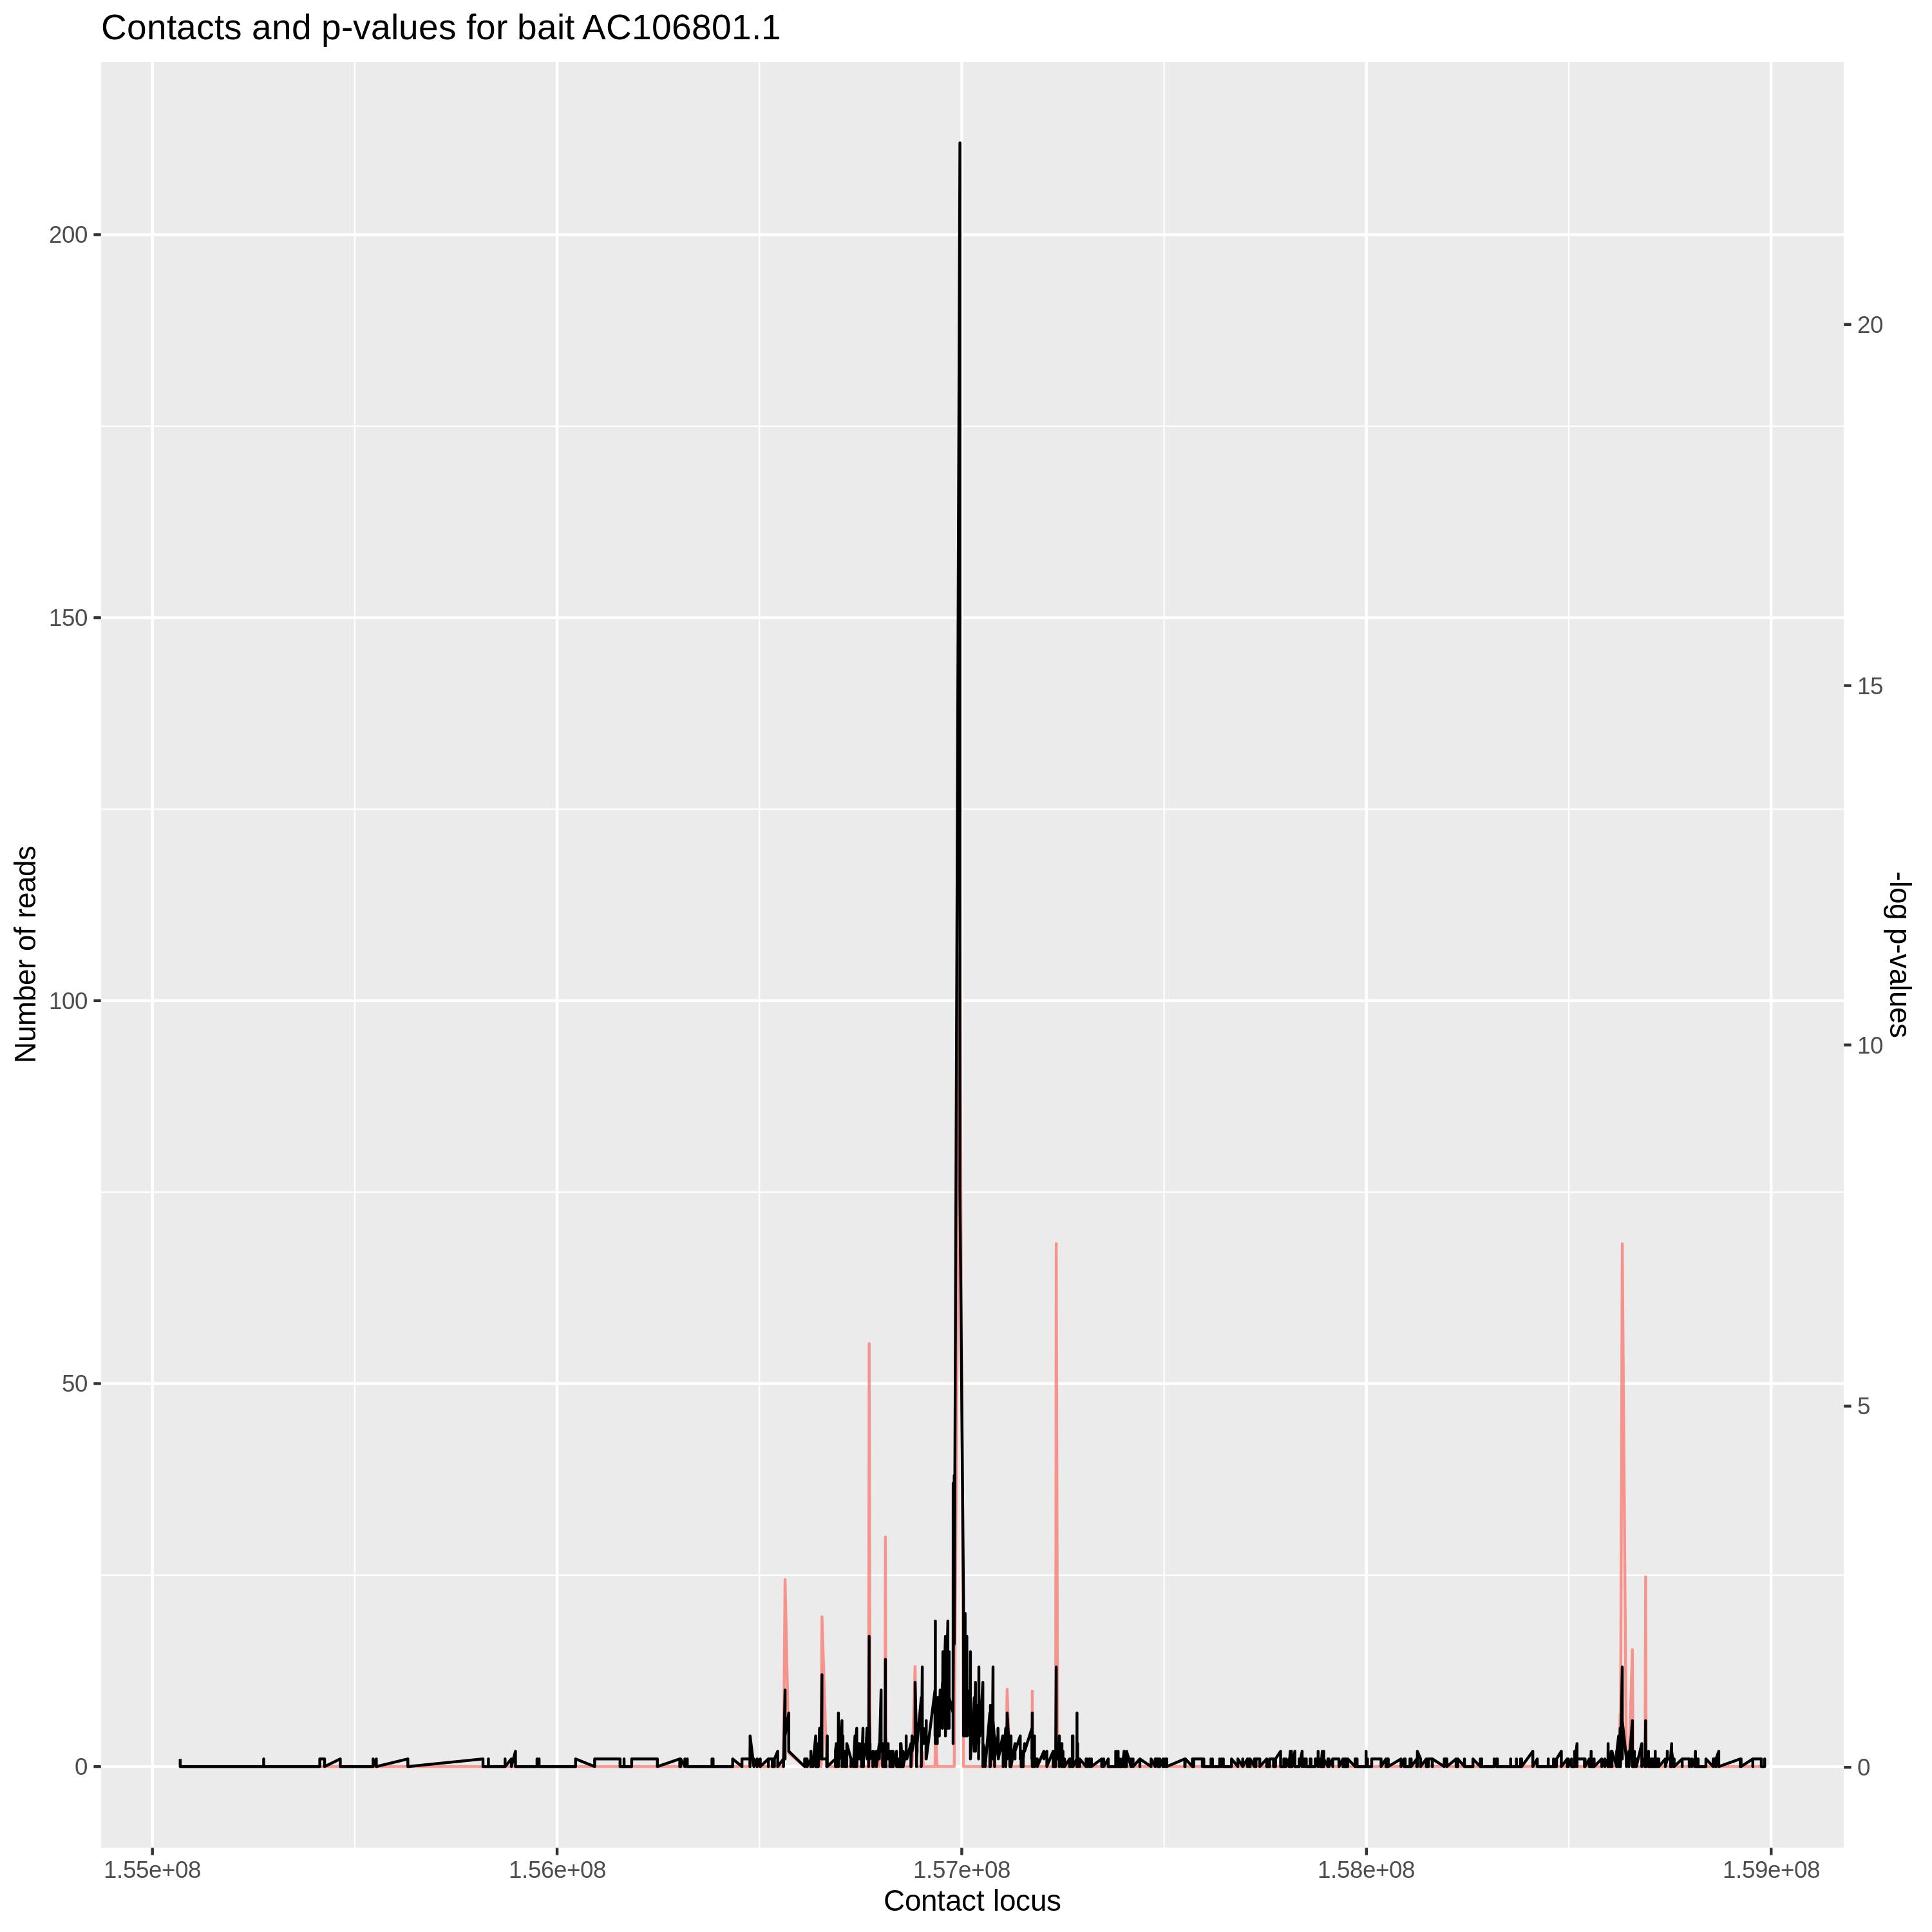 Contacts and p-values for bait AC106801.1
200
150
100
50
0
Number of reads
20
15
10
5
0
-log p-values
1.55e+08
1.56e+08
1.57e+08
1.58e+08
1.59e+08
Contact locus